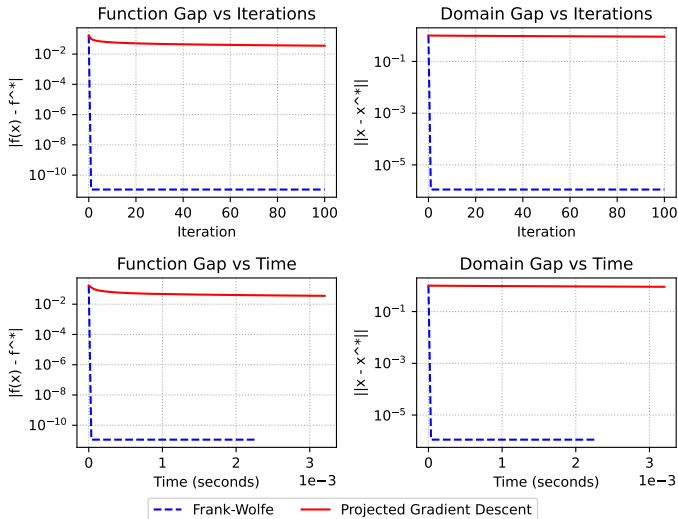 Function Gap vs Iterations
|f(x) - f^*|
10⁻²
10⁻⁴
10⁻⁶
10⁻⁸
10⁻¹⁰
0 20 40 60 80 100
Iteration
Domain Gap vs Iterations
||x - x^*||
10⁻¹
10⁻³
10⁻⁵
0 20 40 60 80 100
Iteration
Function Gap vs Time
|f(x) - f^*|
10⁻²
10⁻⁴
10⁻⁶
10⁻⁸
10⁻¹⁰
0 1 2 3
Time (seconds)
1e−3
Domain Gap vs Time
||x - x^*||
10⁻¹
10⁻³
10⁻⁵
0 1 2 3
Time (seconds)
1e−3
Frank-Wolfe Projected Gradient Descent